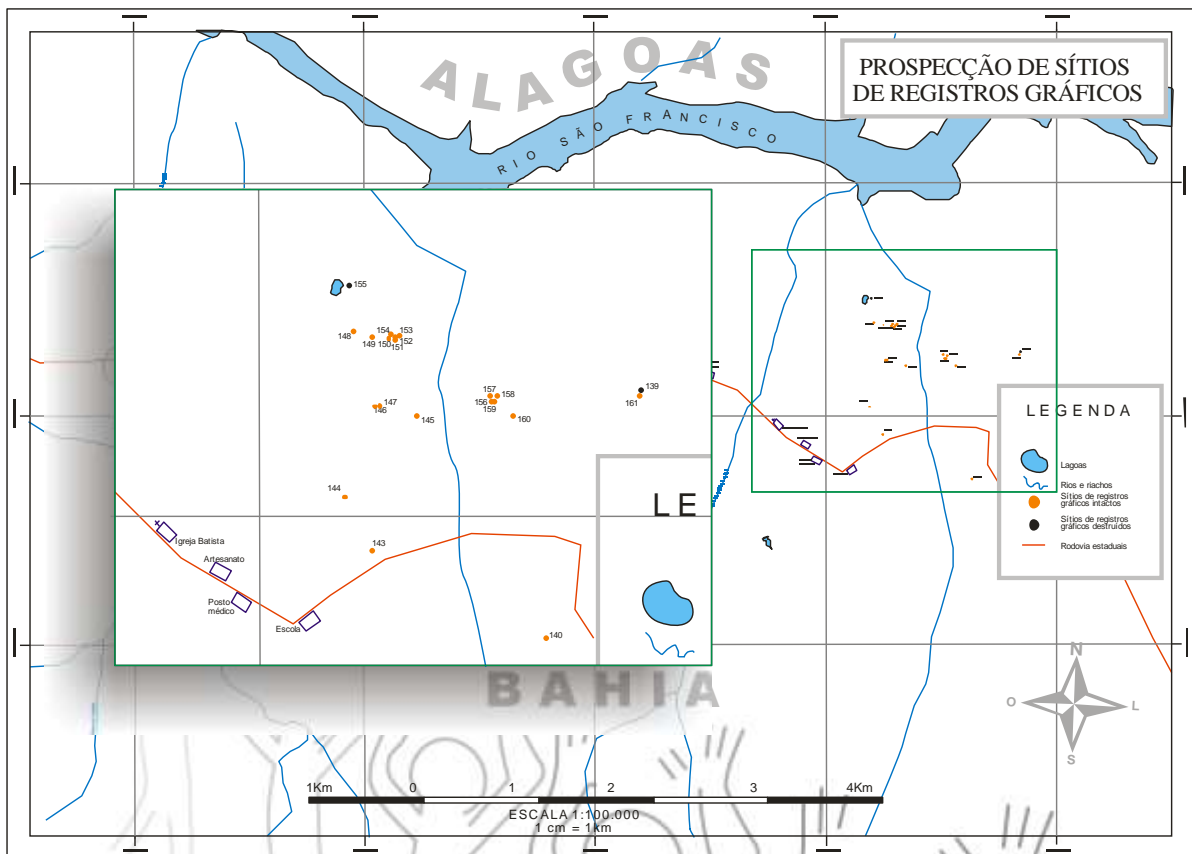 ALAGOAS
PROSPECÇÃO DE SÍTIOS
DE REGISTROS GRÁFICOS
RIO SÃO FRANCISCO
155
148
149
154
153
150
152
151
147
146
145
157
158
156
159
160
139
161
144
143
140
Igreja Batista
Artesanato
Posto
médico
Escola
LE
LEGENDA
Lagoas
Rios e riachos
Sítios de registros
gráficos intactos
Sítios de registros
gráficos destruídos
Rodovia estaduais
BAHIA
N
O
L
S
1Km 0 1 2 3 4Km
ESCALA 1:100.000
1 cm = 1km